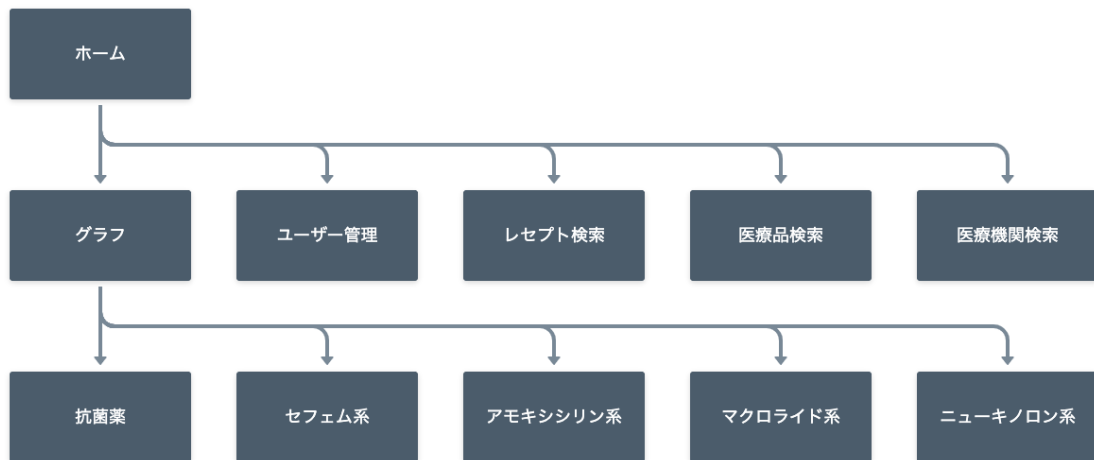 ホーム
グラフ
ユーザー管理
レセプト検索
医療品検索
医療機関検索
抗菌薬
セフェム系
アモキシシリン系
マクロライド系
ニューキノロン系